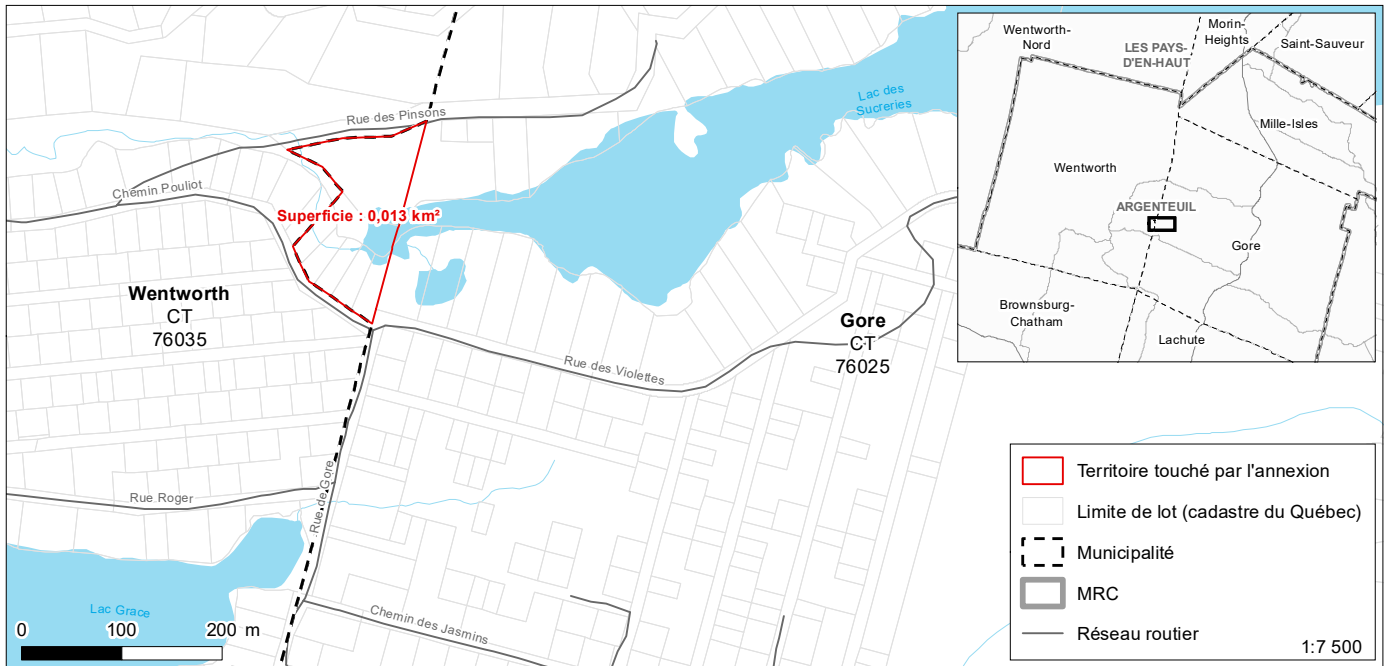 Rue des Pinsons
Lac des
Sucreries
Chemin Pouliot
Superficie : 0,013 km²
Wentworth
CT
76035
Gore
CT
76025
Rue des Violettes
Rue Roger
Rue de Gore
Lac Grace
Chemin des Jasmins
0 100 200 m
Wentworth-
Nord
LES PAYS-
D'EN-HAUT
Morin-
Heights
Saint-Sauveur
Mille-Isles
Wentworth
ARGENTEUIL
Gore
Brownsburg-
Chatham
Lachute
Territoire touché par l'annexion
Limite de lot (cadastre du Québec)
Municipalité
MRC
Réseau routier
1:7 500